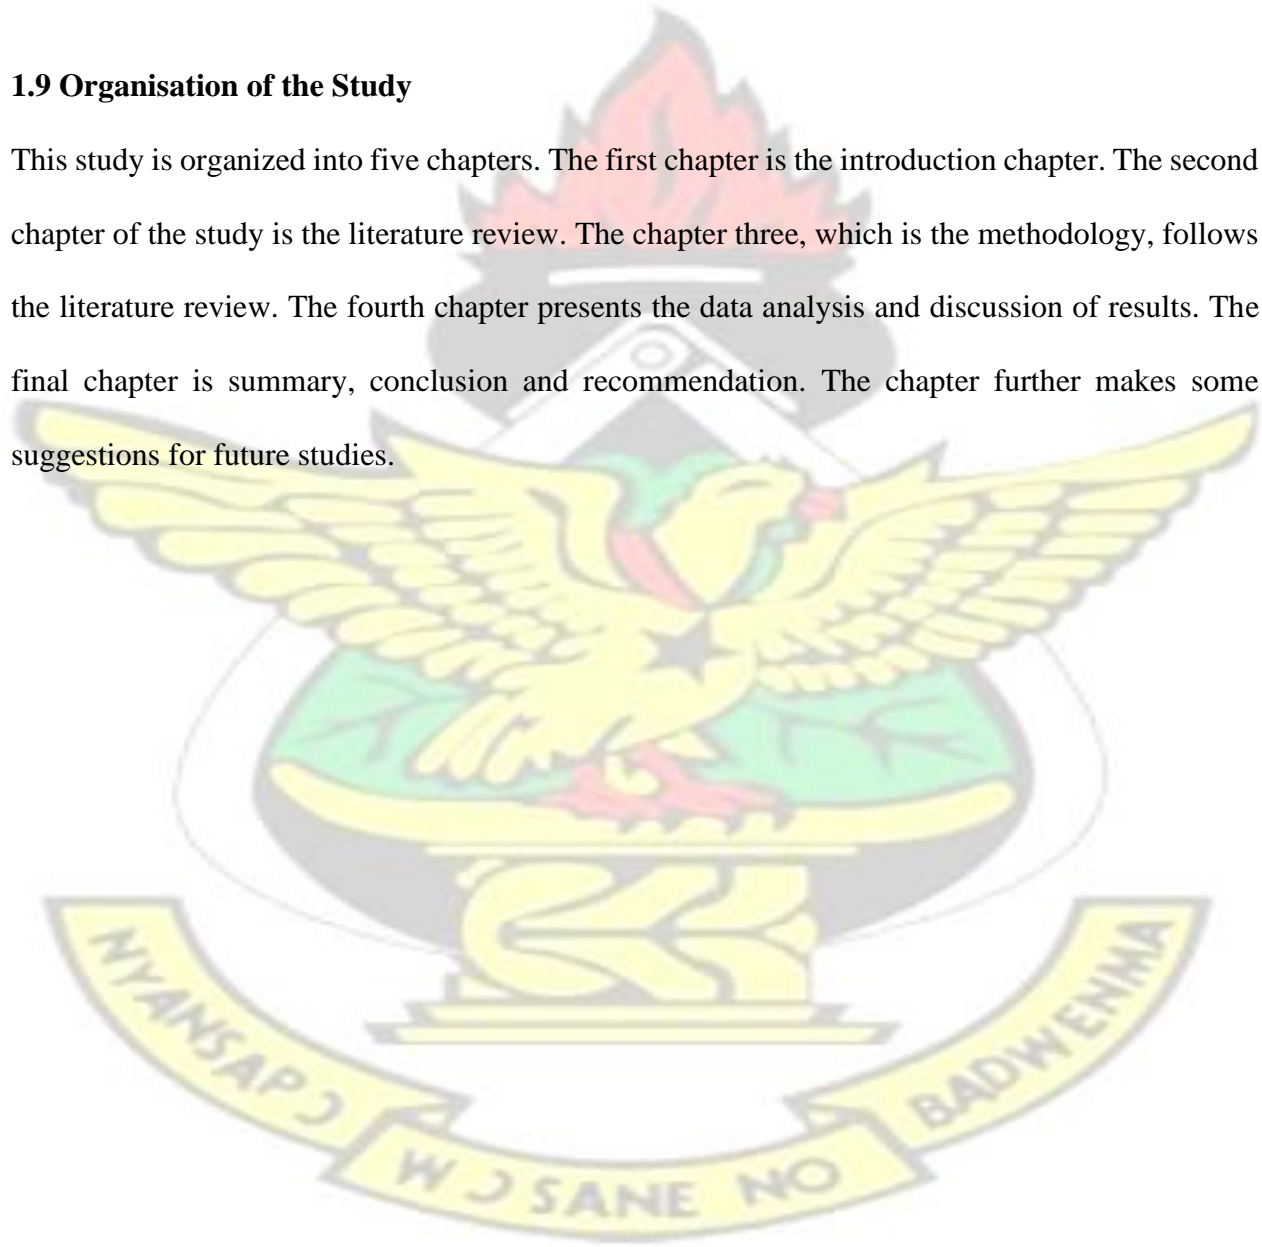 1.9 Organisation of the Study
This study is organized into five chapters. The first chapter is the introduction chapter. The second
chapter of the study is the literature review. The chapter three, which is the methodology, follows
the literature review. The fourth chapter presents the data analysis and discussion of results. The
final chapter is summary, conclusion and recommendation. The chapter further makes some
suggestions for future studies.
NYANSAPƆ
WƆSANE NO
BADWENMA